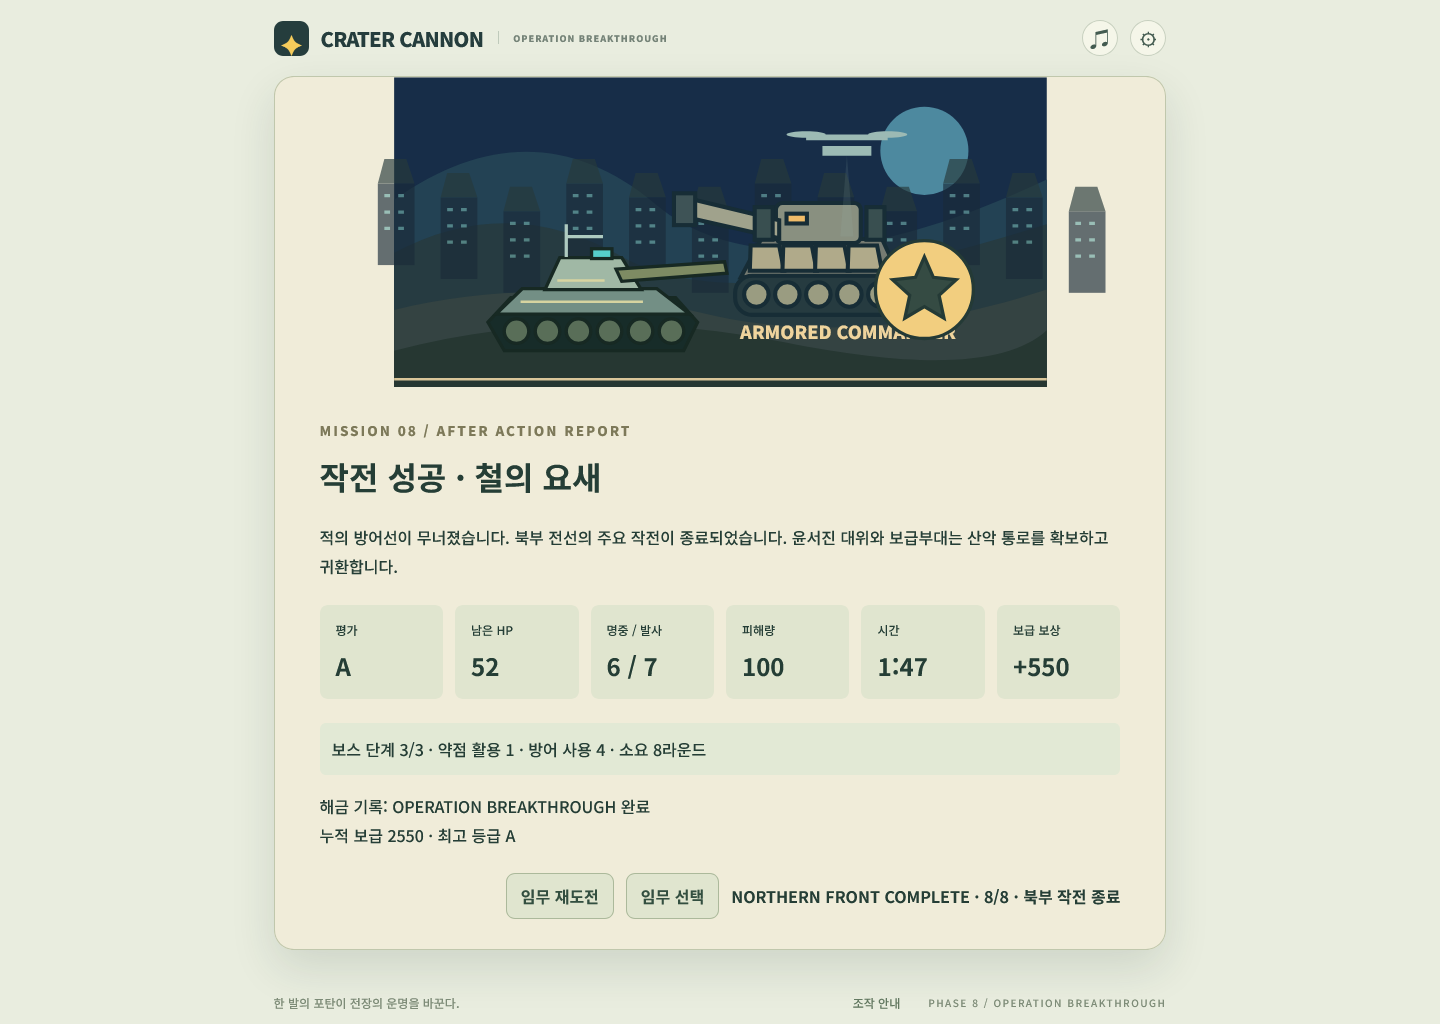 CRATER CANNON
OPERATION BREAKTHROUGH
ARMORED
MISSION 08 / AFTER ACTION REPORT
작전 성공 · 철의 요새
적의 방어선이 무너졌습니다. 북부 전선의 주요 작전이 종료되었습니다. 윤서진 대위와 보급부대는 산악 통로를 확보하고
귀환합니다.
평가
A
남은 HP
52
명중 / 발사
6 / 7
피해량
100
시간
1:47
보급 보상
+550
보스 단계 3/3 · 약점 활용 1 · 방어 사용 4 · 소요 8라운드
해금 기록: OPERATION BREAKTHROUGH 완료
누적 보급 2550 · 최고 등급 A
임무 재도전
임무 선택
NORTHERN FRONT COMPLETE · 8/8 · 북부 작전 종료
한 발의 포탄이 전장의 운명을 바꾼다.
조작 안내
PHASE 8 / OPERATION BREAKTHROUGH